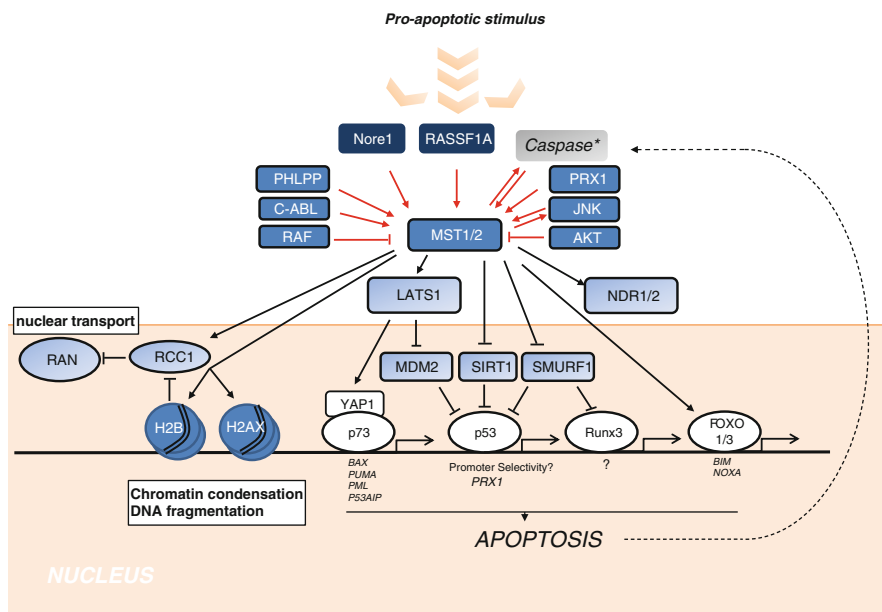 Pro-apoptotic stimulus
Nore1
RASSF1A
Caspase*
PHLPP
C-ABL
RAF
PRX1
JNK
AKT
MST1/2
LATS1
NDR1/2
nuclear transport
RAN
RCC1
MDM2
SIRT1
SMURF1
H2B
H2AX
YAP1
p73
p53
Runx3
FOXO
1/3
BAX
PUMA
PML
P53AIP
Promoter Selectivity?
PRX1
?
BIM
NOXA
Chromatin condensation
DNA fragmentation
APOPTOSIS
NUCLEUS